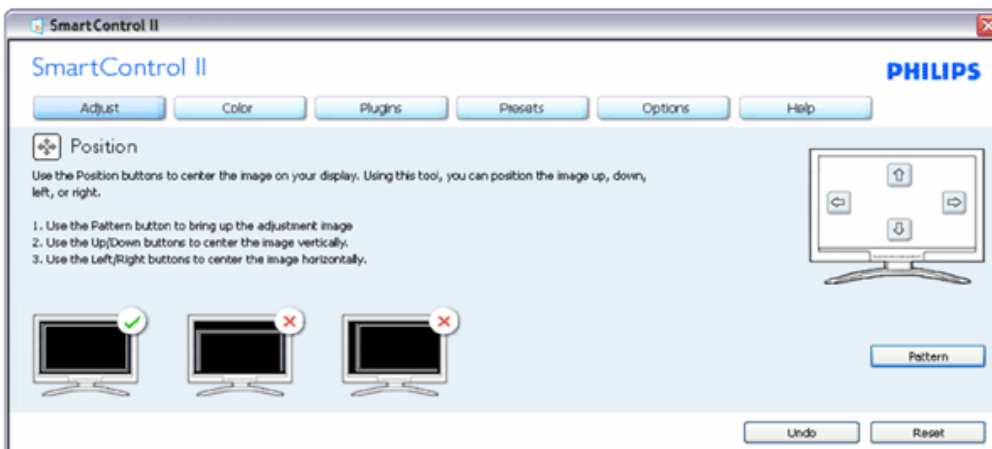 SmartControl II
SmartControl II
PHILIPS
Adjust Color Plugins Presets Options Help
Position
Use the Position buttons to center the image on your display. Using this tool, you can position the image up, down,
left, or right.
1. Use the Pattern button to bring up the adjustment image
2. Use the Up/Down buttons to center the image vertically.
3. Use the Left/Right buttons to center the image horizontally.
Pattern
Undo Reset